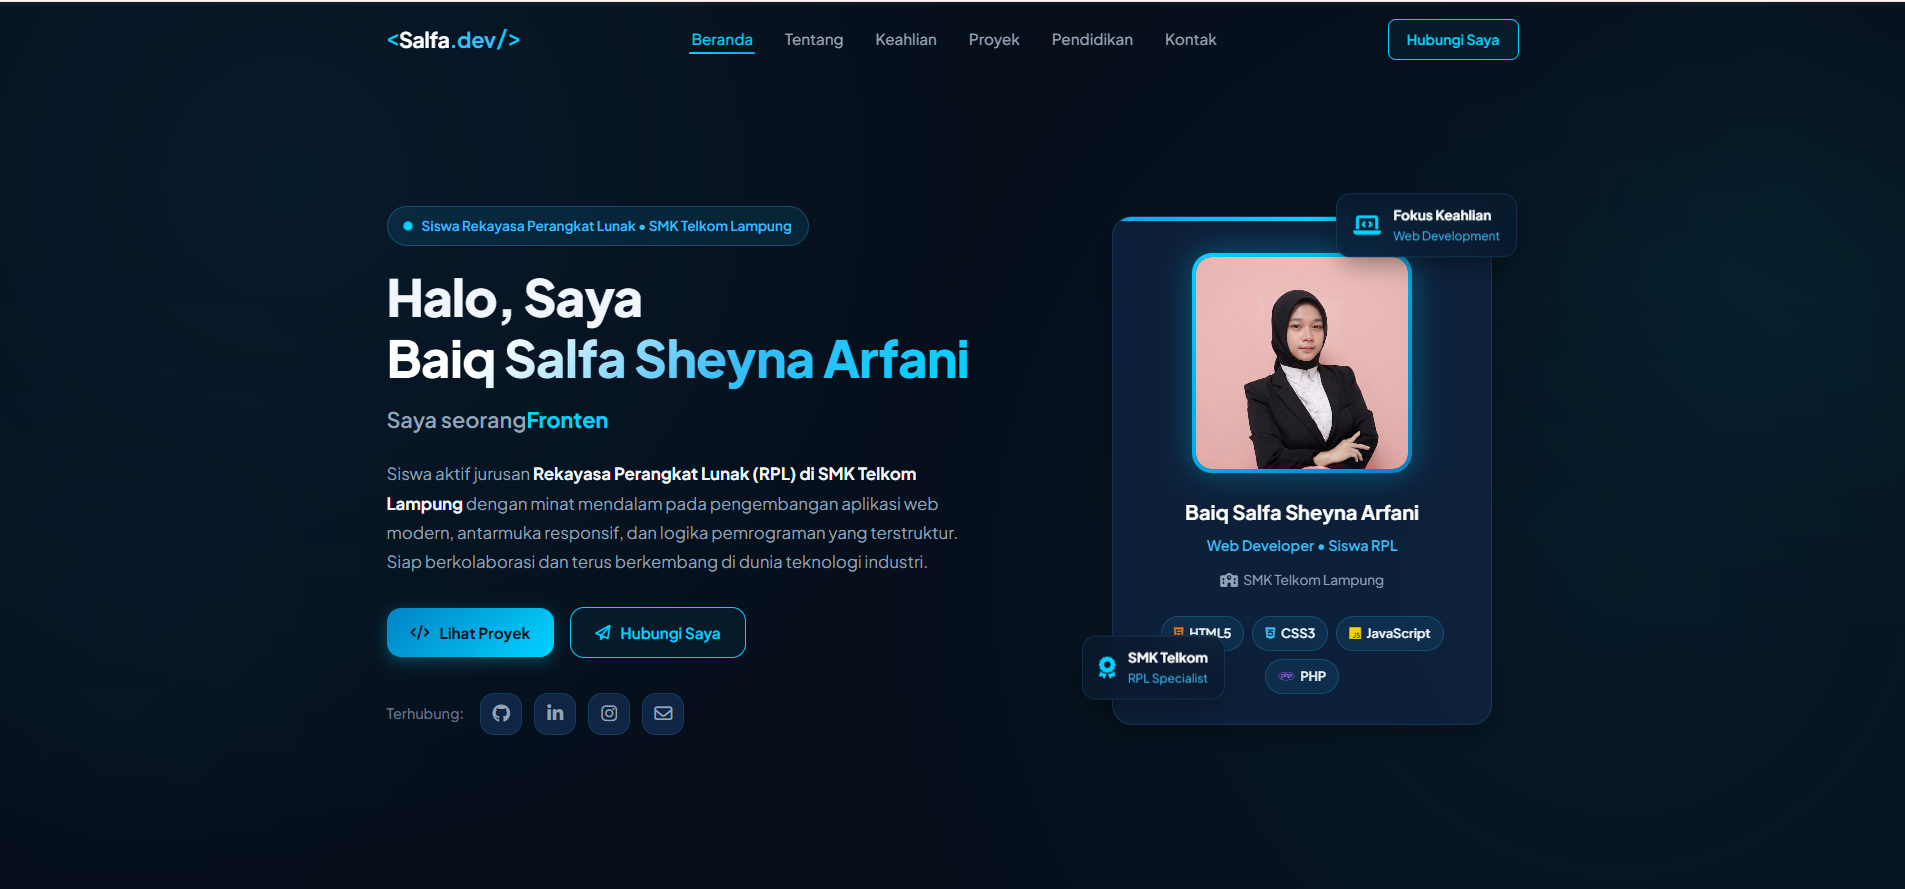 <Salfa.dev/>
Beranda
Tentang
Keahlian
Proyek
Pendidikan
Kontak
Hubungi Saya
Siswa Rekayasa Perangkat Lunak • SMK Telkom Lampung
Halo, Saya
Baiq Salfa Sheyna Arfani
Saya seorangFronten
Siswa aktif jurusan Rekayasa Perangkat Lunak (RPL) di SMK Telkom
Lampung dengan minat mendalam pada pengembangan aplikasi web
modern, antarmuka responsif, dan logika pemrograman yang terstruktur.
Siap berkolaborasi dan terus berkembang di dunia teknologi industri.
</> Lihat Proyek
Hubungi Saya
Terhubung:
Fokus Keahlian
Web Development
Baiq Salfa Sheyna Arfani
Web Developer • Siswa RPL
SMK Telkom Lampung
HTML5
CSS3
JavaScript
PHP
SMK Telkom
RPL Specialist